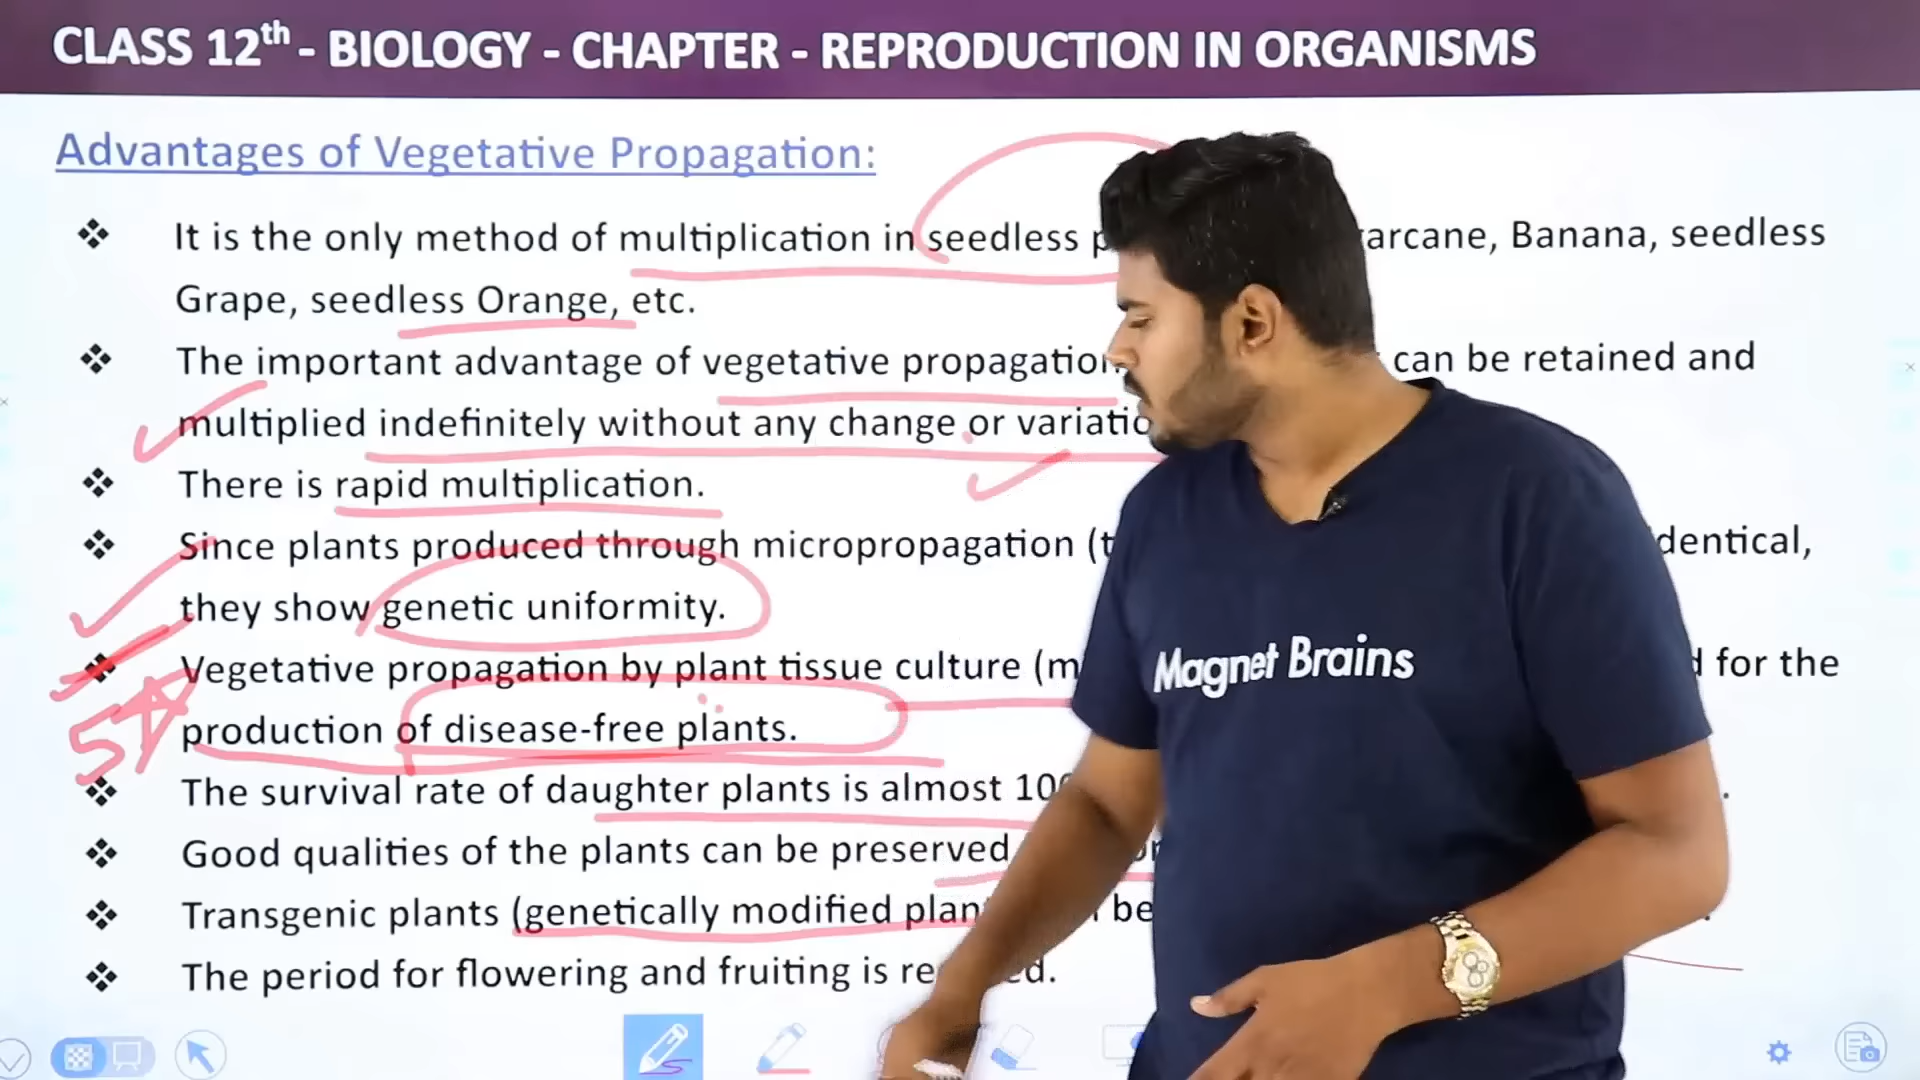 CLASS 12th - BIOLOGY - CHAPTER - REPRODUCTION IN ORGANISMS
Advantages of Vegetative Propagation:
❖ It is the only method of multiplication in seedless arcane, Banana, seedless
Grape, seedless Orange, etc.
❖ The important advantage of vegetative propagation can be retained and
multiplied indefinitely without any change or variatio
❖ There is rapid multiplication.
❖ Since plants produced through micropropagation (t dentical,
they show genetic uniformity.
❖ Vegetative propagation by plant tissue culture (m for the
production of disease-free plants.
❖ The survival rate of daughter plants is almost 10
❖ Good qualities of the plants can be preserved
❖ Transgenic plants (genetically modified plan be
❖ The period for flowering and fruiting is re d.
5
Magnet Brains